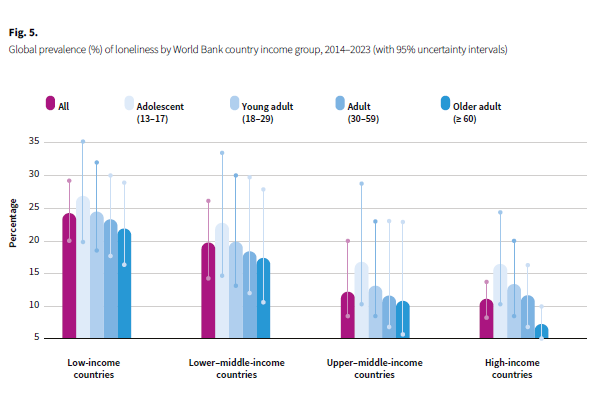 Fig. 5.
Global prevalence (%) of loneliness by World Bank country income group, 2014–2023 (with 95% uncertainty intervals)
All
Adolescent
(13–17)
Young adult
(18–29)
Adult
(30–59)
Older adult
(≥ 60)
Percentage
35
30
25
20
15
10
5
Low-income
countries
Lower–middle-income
countries
Upper–middle-income
countries
High-income
countries